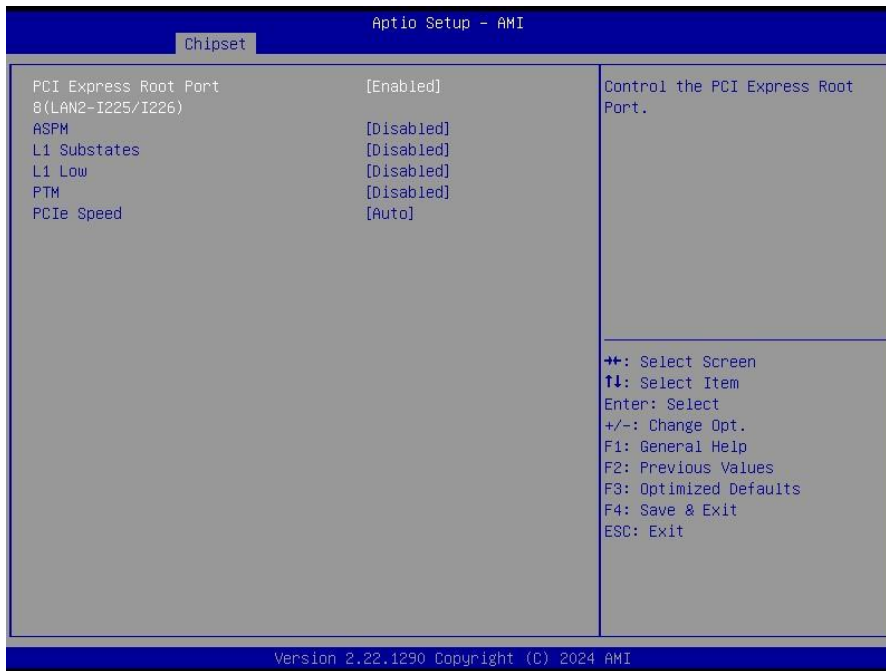 Aptio Setup - AMI
Chipset
PCI Express Root Port [Enabled]
8(LAN2-I225/I226)
ASPM [Disabled]
L1 Substates [Disabled]
L1 Low [Disabled]
PTM [Disabled]
PCIe Speed [Auto]
Control the PCI Express Root
Port.
→←: Select Screen
↑↓: Select Item
Enter: Select
+/-: Change Opt.
F1: General Help
F2: Previous Values
F3: Optimized Defaults
F4: Save & Exit
ESC: Exit
Version 2.22.1290 Copyright (C) 2024 AMI